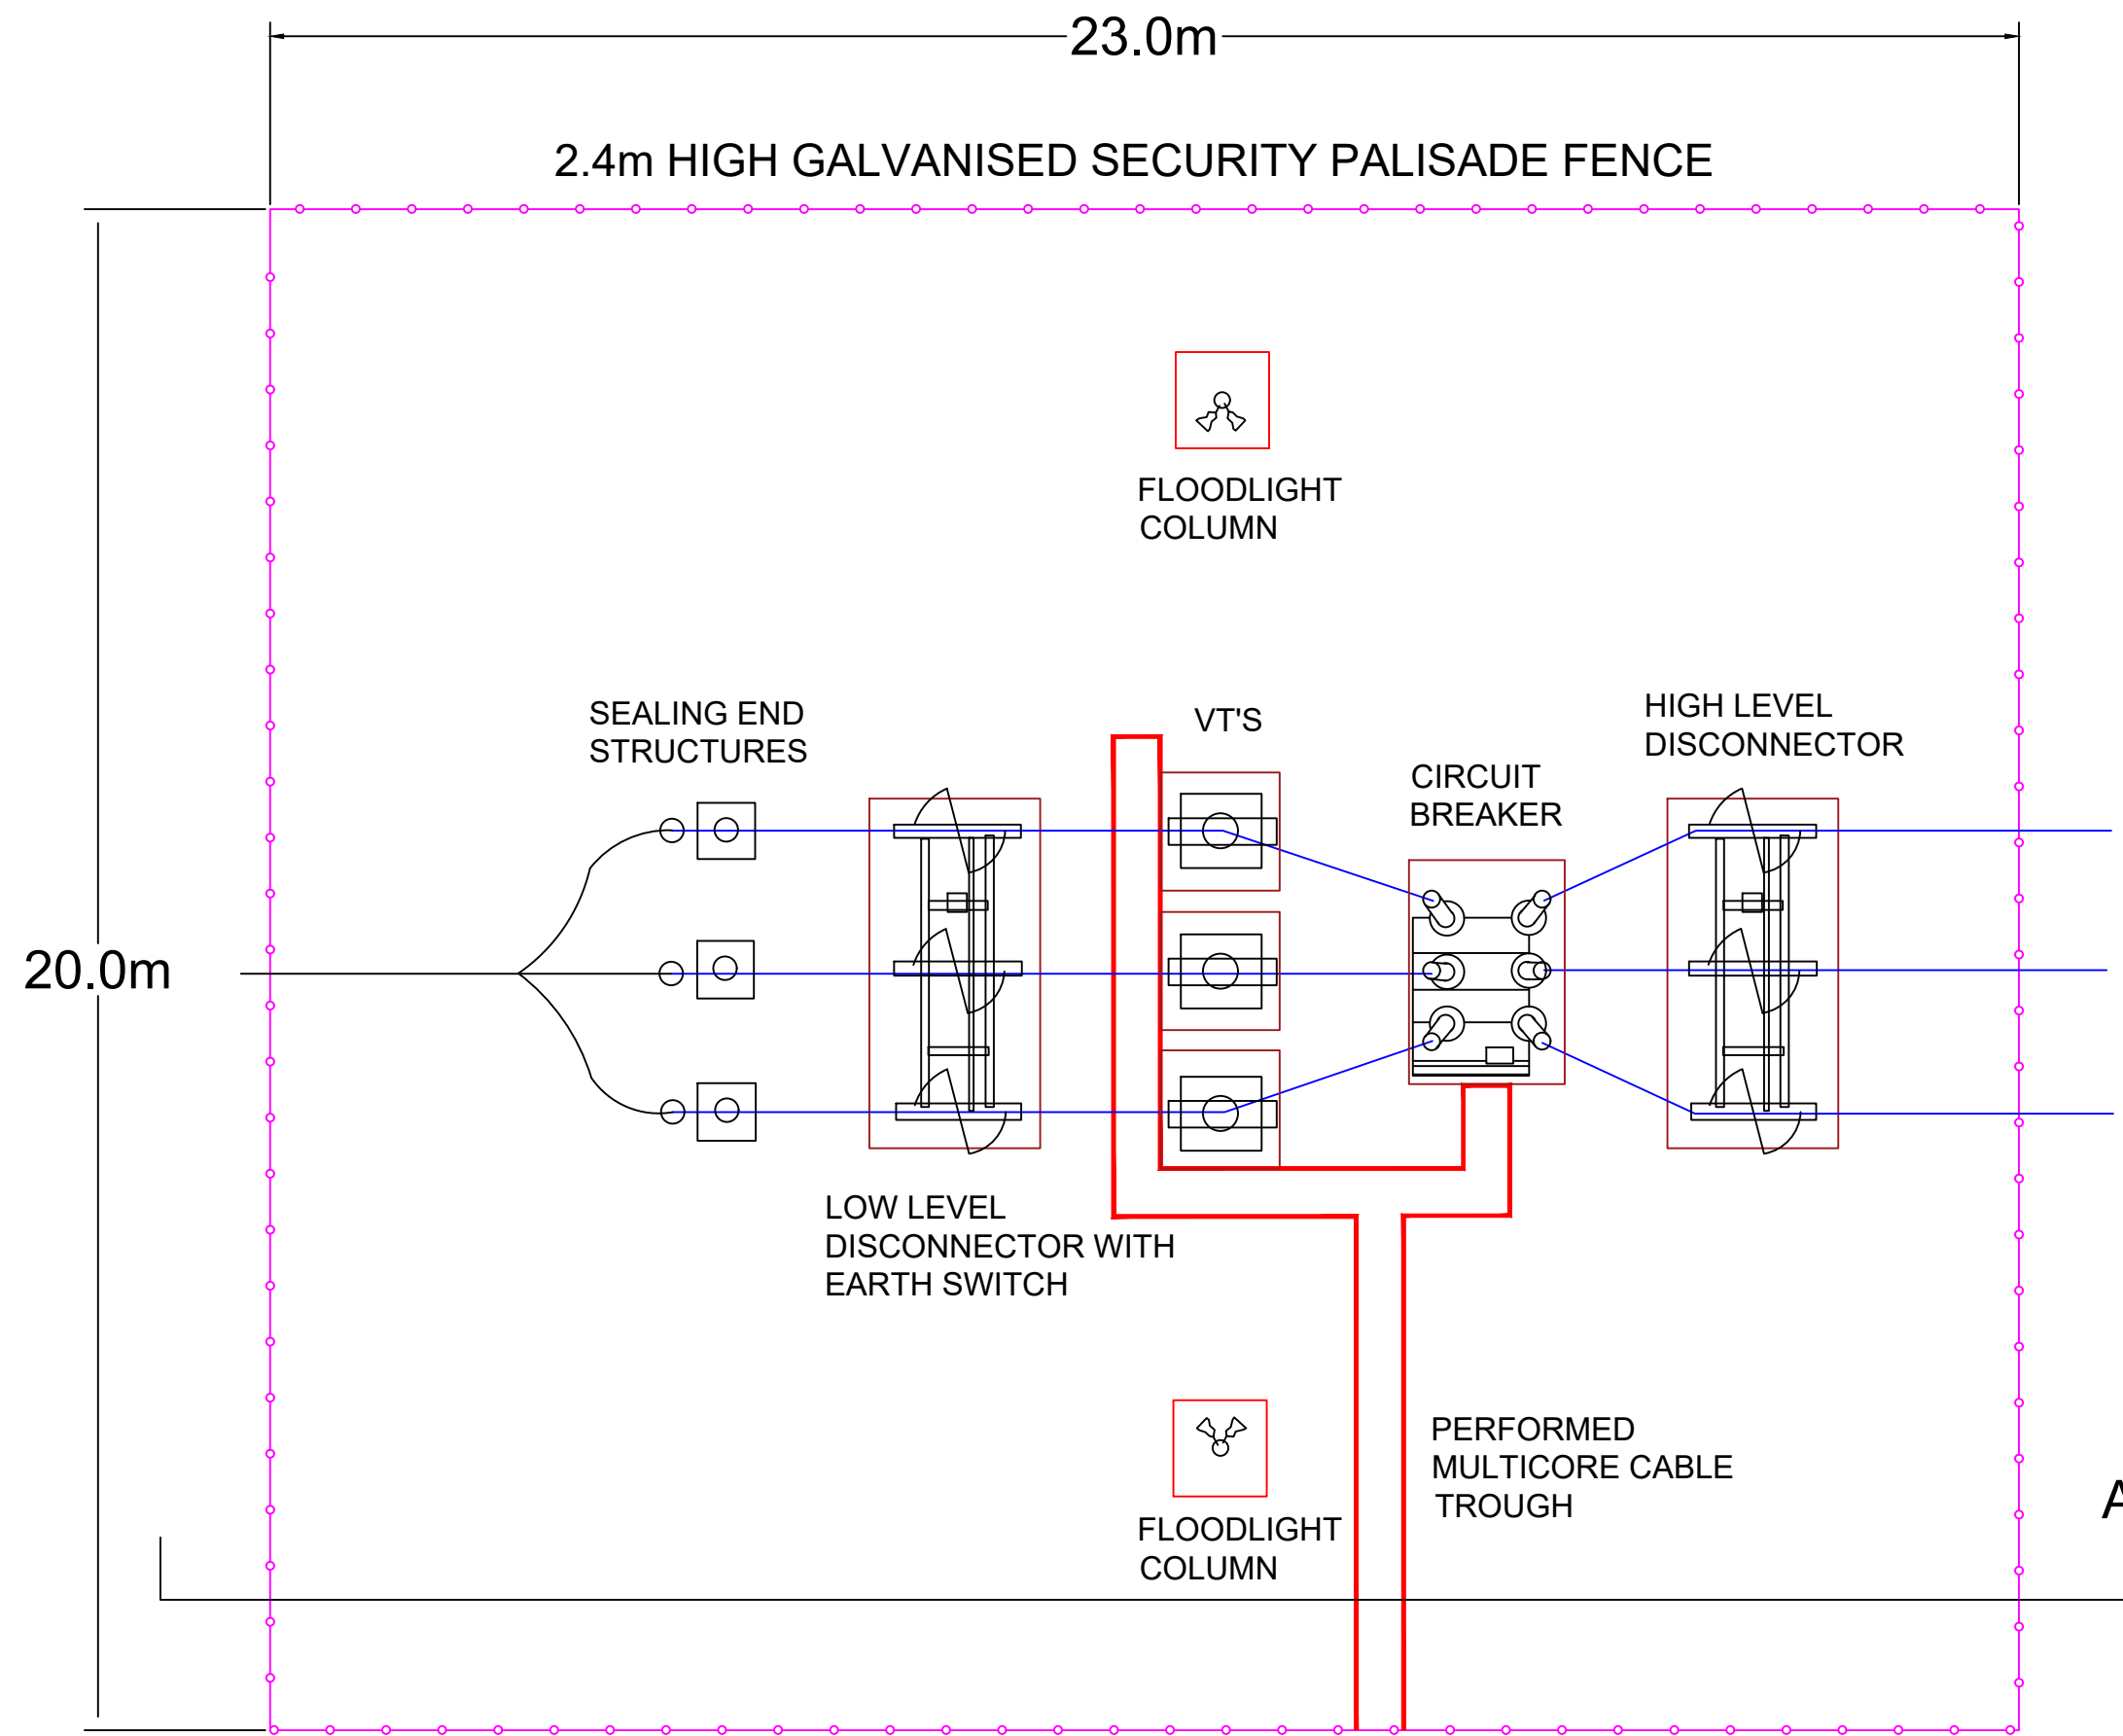 23.0m
2.4m HIGH GALVANISED SECURITY PALISADE FENCE
FLOODLIGHT
COLUMN
SEALING END
STRUCTURES
VT'S
HIGH LEVEL
DISCONNECTOR
CIRCUIT
BREAKER
20.0m
LOW LEVEL
DISCONNECTOR WITH
EARTH SWITCH
PERFORMED
MULTICORE CABLE
TROUGH
A
FLOODLIGHT
COLUMN